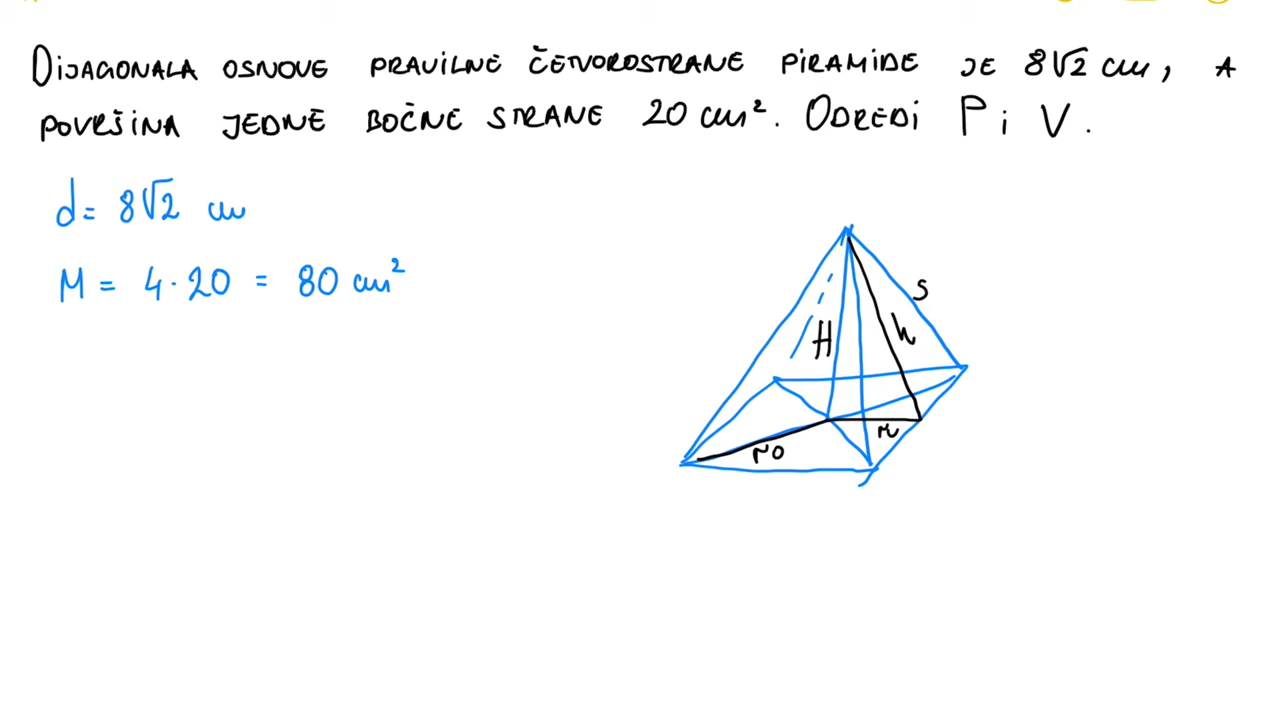 DIJAGONALA OSNOVE PRAVILNE ČETVOROSTRANE PIRAMIDE JE 8√2 cm, A
POVRŠINA JEDNE BOČNE STRANE 20 cm². ODREDI P i V.
d = 8√2 cm
M = 4 · 20 = 80 cm²
s
H
h
ru
ro